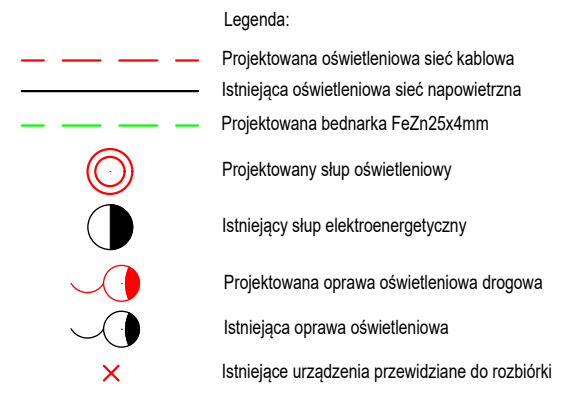 Legenda:
Projektowana oświetleniowa sieć kablowa
Istniejąca oświetleniowa sieć napowietrzna
Projektowana bednarka FeZn25x4mm
Projektowany słup oświetleniowy
Istniejący słup elektroenergetyczny
Projektowana oprawa oświetleniowa drogowa
Istniejąca oprawa oświetleniowa
Istniejące urządzenia przewidziane do rozbiórki